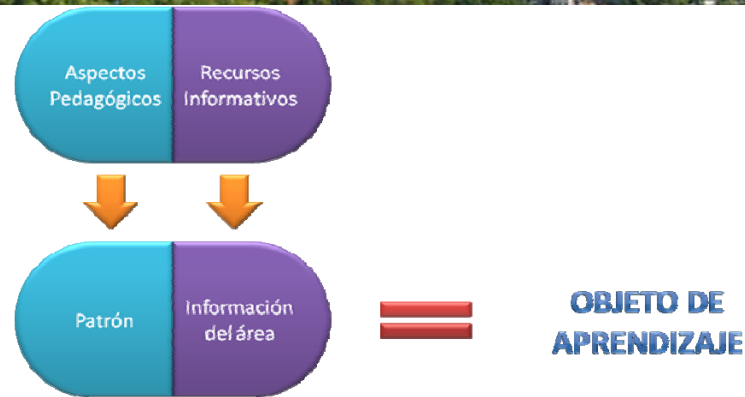 Aspectos
Pedagógicos
Recursos
Informativos
Patrón
Información
del área
OBJETO DE
APRENDIZAJE